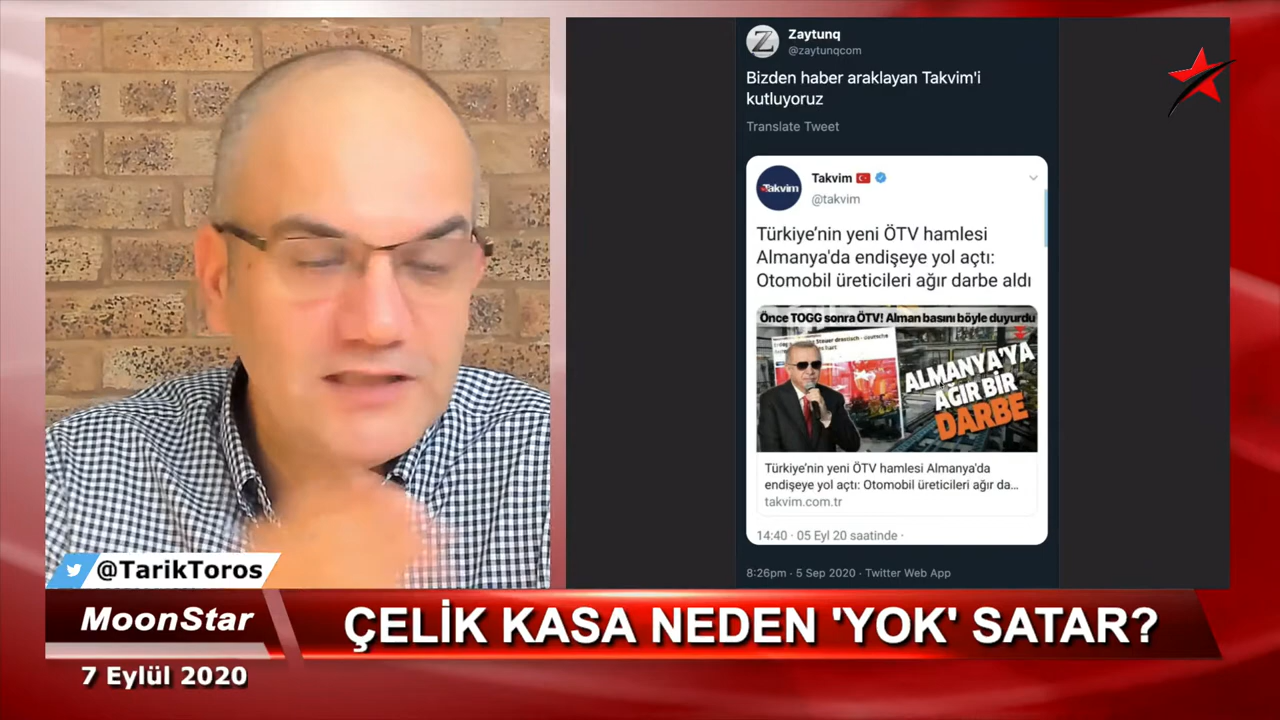 Zaytunq
@zaytunqcom
Bizden haber araklayan Takvim'i
kutluyoruz
Translate Tweet
Takvim
Takvim
@takvim
Türkiye'nin yeni ÖTV hamlesi
Almanya'da endişeye yol açtı:
Otomobil üreticileri ağır darbe aldı
Önce TOGG sonra ÖTV! Alman basını böyle duyurdu
ALMANYA'YA
AĞIR BİR
DARBE
Türkiye'nin yeni ÖTV hamlesi Almanya'da
endişeye yol açtı: Otomobil üreticileri ağır da...
takvim.com.tr
14:40 · 05 Eyl 20 saatinde ·
8:26pm · 5 Sep 2020 · Twitter Web App
@TarikToros
MoonStar
ÇELİK KASA NEDEN 'YOK' SATAR?
7 Eylül 2020